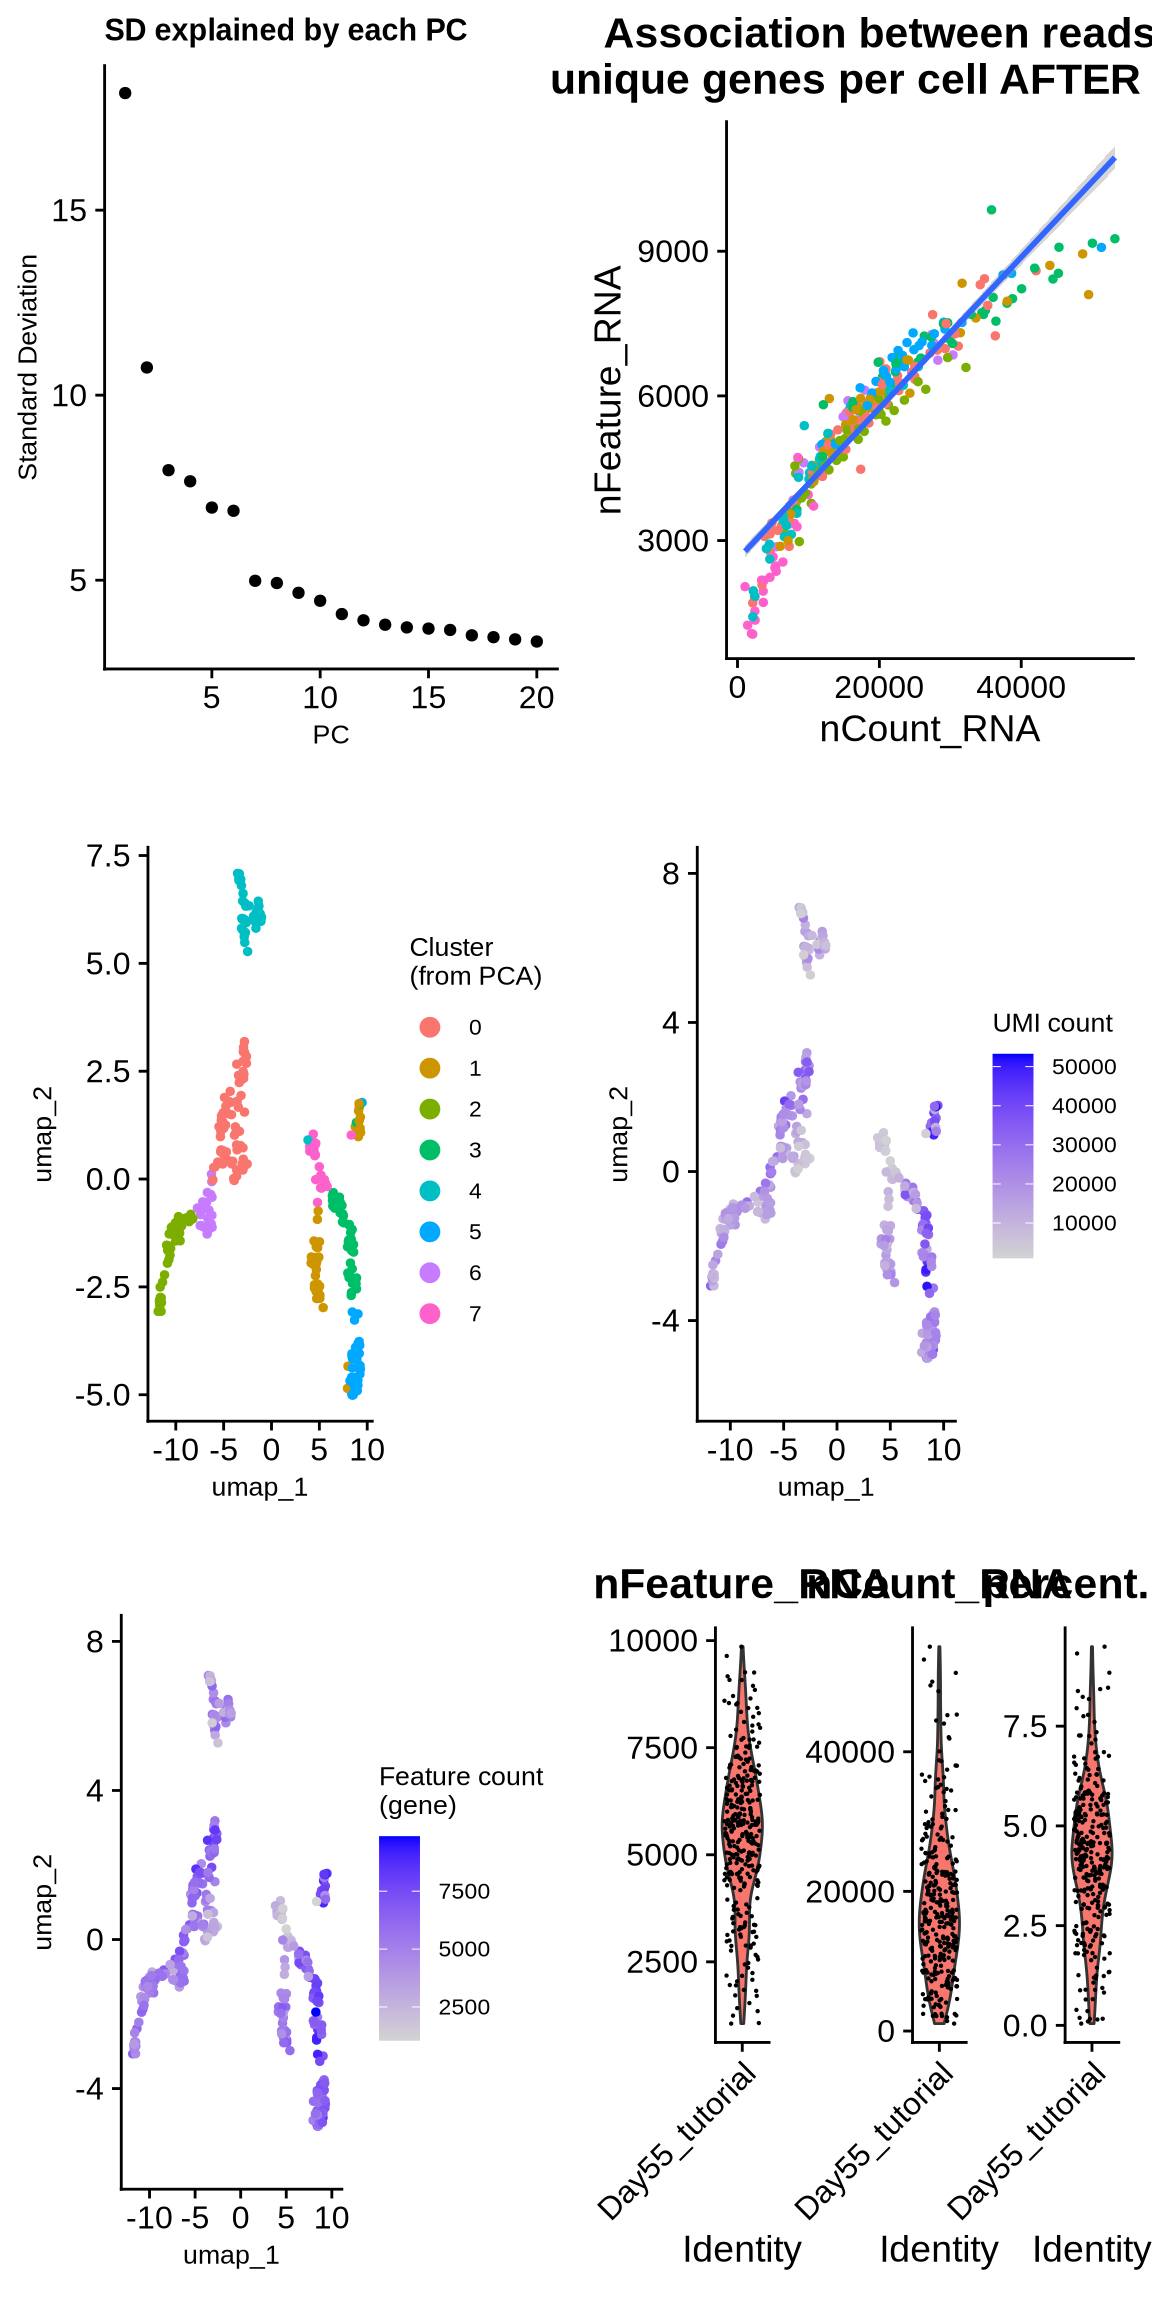 SD explained by each PC
15
10
5
Standard Deviation
5 10 15 20
PC
Association between reads
unique genes per cell AFTER
9000
6000
3000
nFeature_RNA
0 20000 40000
nCount_RNA
7.5
5.0
2.5
0.0
-2.5
-5.0
umap_2
-10 -5 0 5 10
umap_1
Cluster
(from PCA)
0
1
2
3
4
5
6
7
8
4
0
-4
umap_2
-10 -5 0 5 10
umap_1
UMI count
50000
40000
30000
20000
10000
8
4
0
-4
umap_2
-10 -5 0 5 10
umap_1
Feature count
(gene)
7500
5000
2500
nFeature_RNA
10000
7500
5000
2500
Day55_tutorial
Identity
nCount_RNA
40000
20000
0
Day55_tutorial
Identity
percent.
7.5
5.0
2.5
0.0
Day55_tutorial
Identity